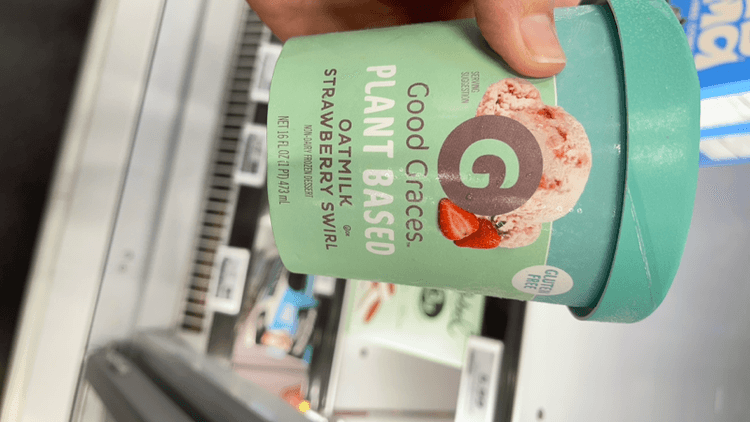 SERVING
SUGGESTION
G
Good Graces™
PLANT BASED
OATMILK
STRAWBERRY SWIRL
NON-DAIRY FROZEN DESSERT
NET 16 FL OZ (1 PT) 473 mL
GLUTEN
FREE